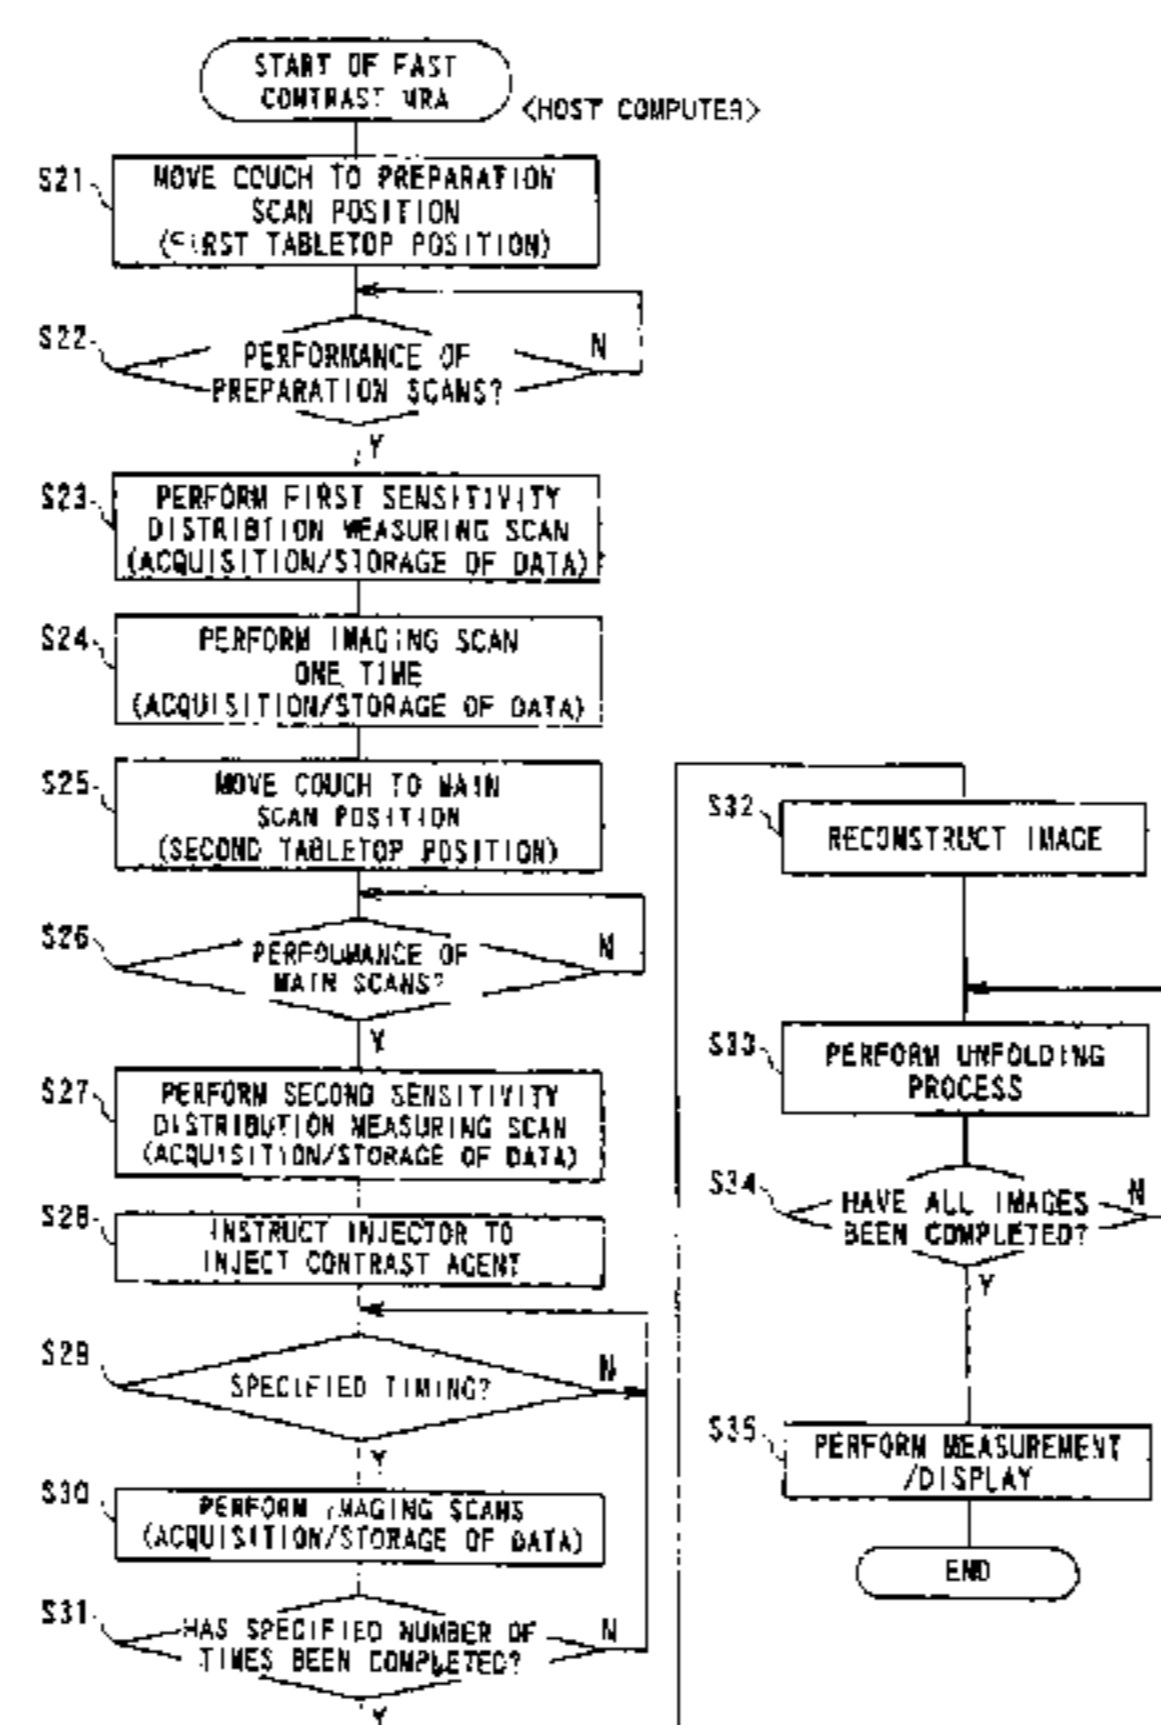 START OF FAST
CONTRAST MRA
<HOST COMPUTER>
S21
MOVE COUCH TO PREPARATION
SCAN POSITION
(FIRST TABLETOP POSITION)
S22
PERFORMANCE OF
PREPARATION SCANS?
N
Y
S23
PERFORM FIRST SENSITIVITY
DISTRIBTION MEASURING SCAN
(ACQUISITION/STORAGE OF DATA)
S24
PERFORM IMAGING SCAN
ONE TIME
(ACQUISITION/STORAGE OF DATA)
S25
MOVE COUCH TO MAIN
SCAN POSITION
(SECOND TABLETOP POSITION)
S26
PERFOUMANCE OF
MAIN SCANS?
N
Y
S27
PERFORM SECOND SENSITIVITY
DISTRIBUTION MEASURING SCAN
(ACQUISITION/STORAGE OF DATA)
S28
INSTRUCT INJECTOR TO
INJECT CONTRAST AGENT
S29
SPECIFIED TIMING?
N
Y
S30
PERFORM IMAGING SCANS
(ACQUISITION/STORAGE OF DATA)
S31
HAS SPECIFIED NUMBER OF
TIMES BEEN COMPLETED?
N
Y
S32
RECONSTRUCT IMAGE
S33
PERFORM UNFOLDING
PROCESS
S34
HAVE ALL IMAGES
BEEN COMPLETED?
N
Y
S35
PERFORM MEASUREMENT
/DISPLAY
END